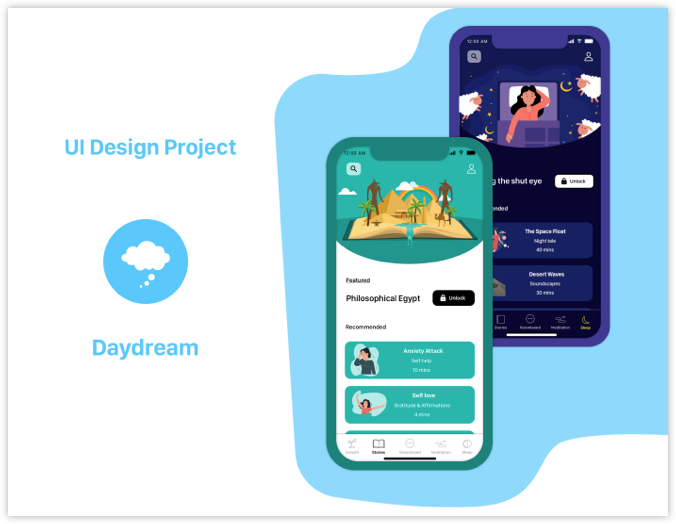 UI Design Project
Daydream
12:00 AM
Featured
Philosophical Egypt
Unlock
Recommended
Anxiety Attack
Self help
10 mins
Self love
Gratitude & Affirmations
4 mins
Growth
Stories
Visionboard
Meditation
Sleep
12:00 AM
g the shut eye
Unlock
nded
The Space Float
Night tale
40 mins
Desert Waves
Soundscapes
30 mins
Stories
Visionboard
Meditation
Sleep